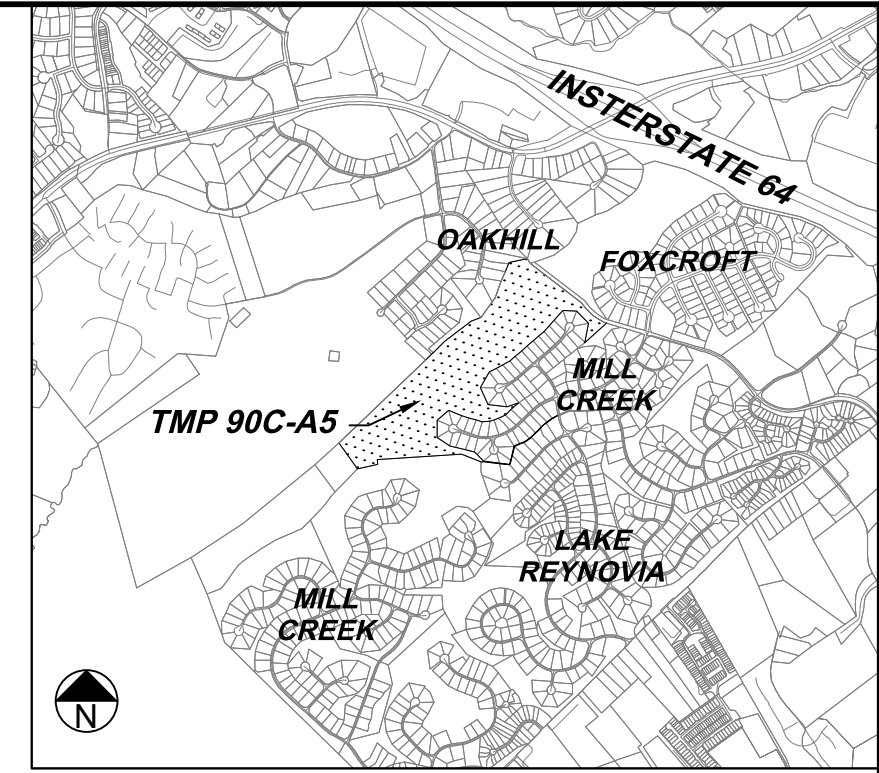 INSTERSTATE 64
OAKHILL
FOXCROFT
MILL
CREEK
TMP 90C-A5
LAKE
REYNOVIA
MILL
CREEK
N